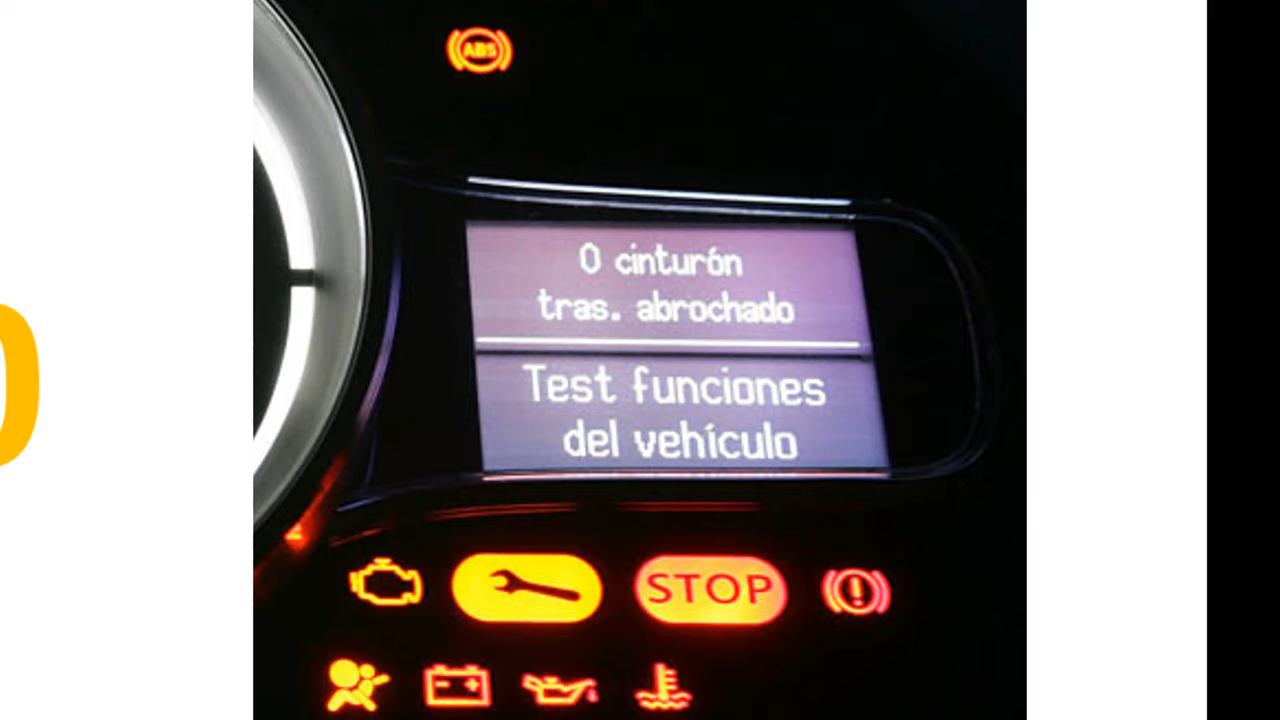 ABS
0 cinturón
tras. abrochado
Test funciones
del vehículo
STOP